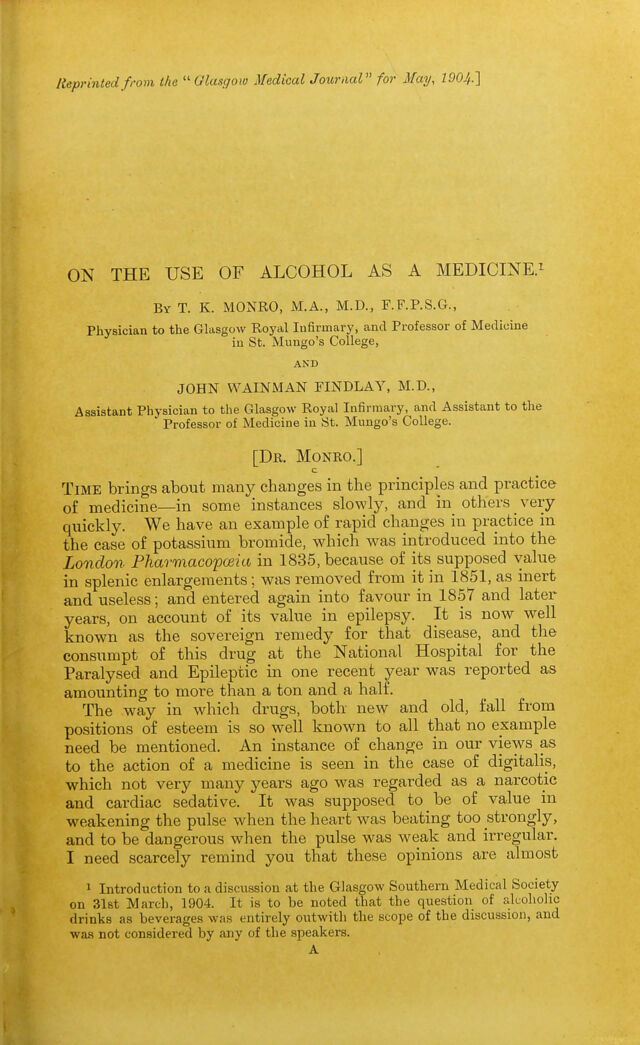 Reprinted from the "Glasgow Medical Journal" for May, 1904.]
ON THE USE OF ALCOHOL AS A MEDICINE.¹
By T. K. MONRO, M.A., M.D., F.F.P.S.G.,
Physician to the Glasgow Royal Infirmary, and Professor of Medicine
in St. Mungo's College,
AND
JOHN WAINMAN FINDLAY, M.D.,
Assistant Physician to the Glasgow Royal Infirmary, and Assistant to the
Professor of Medicine in St. Mungo's College.
[Dr. Monro.]
c
Time brings about many changes in the principles and practice
of medicine—in some instances slowly, and in others very
quickly. We have an example of rapid changes in practice in
the case of potassium bromide, which was introduced into the
London Pharmacopœia in 1835, because of its supposed value
in splenic enlargements; was removed from it in 1851, as inert
and useless; and entered again into favour in 1857 and later
years, on account of its value in epilepsy. It is now well
known as the sovereign remedy for that disease, and the
consumpt of this drug at the National Hospital for the
Paralysed and Epileptic in one recent year was reported as
amounting to more than a ton and a half.
The way in which drugs, both new and old, fall from
positions of esteem is so well known to all that no example
need be mentioned. An instance of change in our views as
to the action of a medicine is seen in the case of digitalis,
which not very many years ago was regarded as a narcotic
and cardiac sedative. It was supposed to be of value in
weakening the pulse when the heart was beating too strongly,
and to be dangerous when the pulse was weak and irregular.
I need scarcely remind you that these opinions are almost
¹ Introduction to a discussion at the Glasgow Southern Medical Society
on 31st March, 1904. It is to be noted that the question of alcoholic
drinks as beverages was entirely outwith the scope of the discussion, and
was not considered by any of the speakers.
A